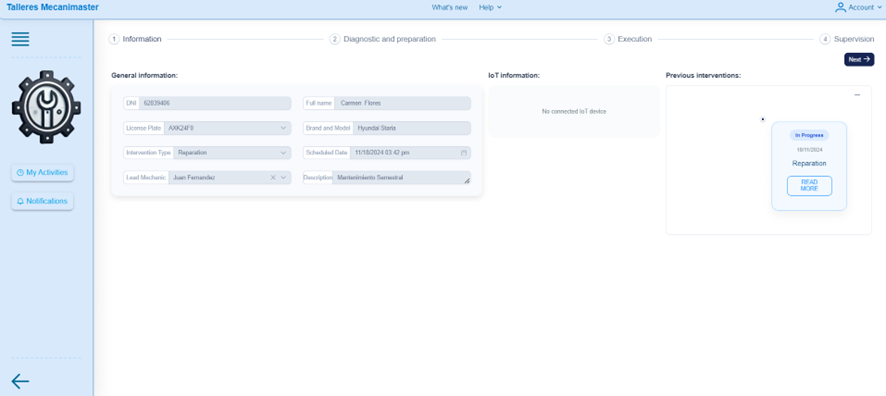 Talleres Mecanimaster
What's new
Help
Account
1 Information
2 Diagnostic and preparation
3 Execution
4 Supervision
Next →
General information:
DNI 62839406
Full name Carmen Flores
License Plate AXK24F0
Brand and Model Hyundai Staria
Intervention Type Reparation
Scheduled Date 11/18/2024 03:42 pm
Lead Mechanic Juan Fernandez
Description Mantenimiento Semestral
IoT information:
No connected IoT device
Previous interventions:
In Progress
18/11/2024
Reparation
READ
MORE
My Activities
Notifications